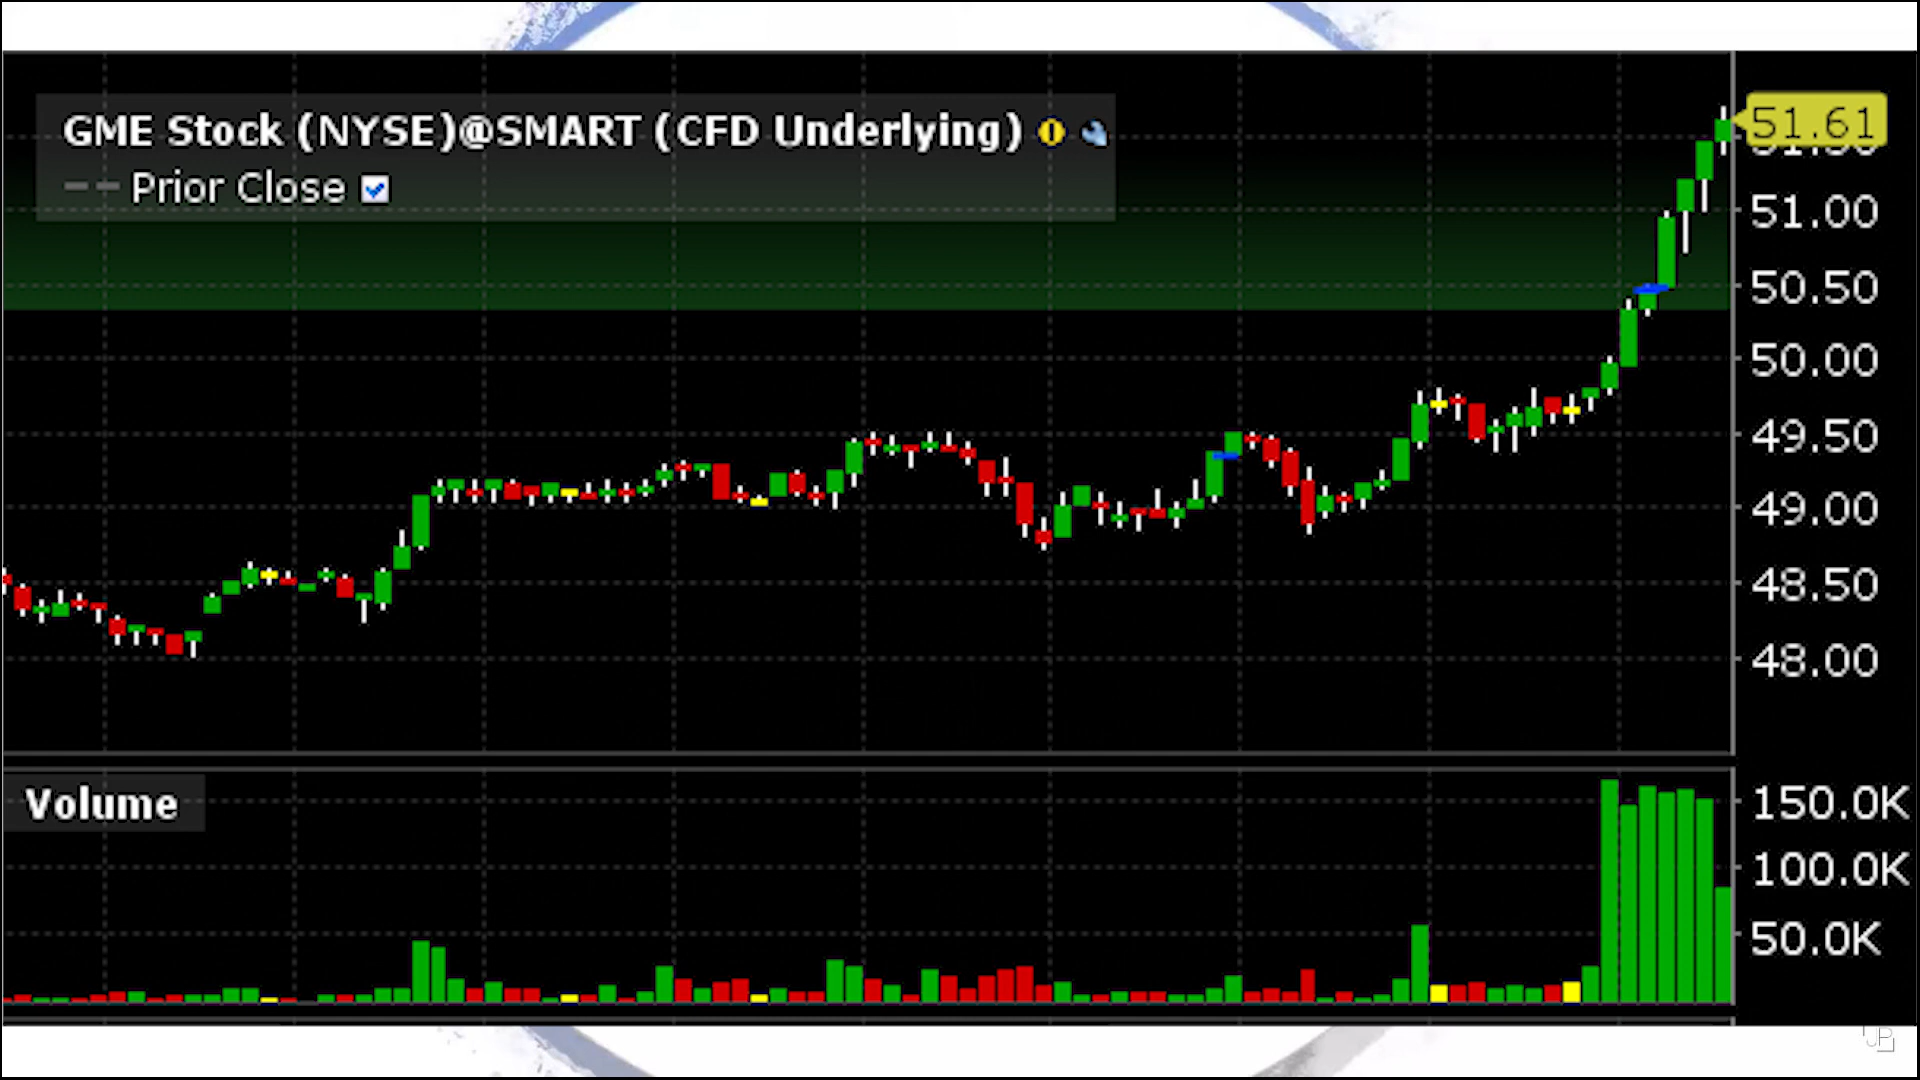 GME Stock (NYSE)@SMART (CFD Underlying)
Prior Close
51.61
51.00
50.50
50.00
49.50
49.00
48.50
48.00
Volume
150.0K
100.0K
50.0K